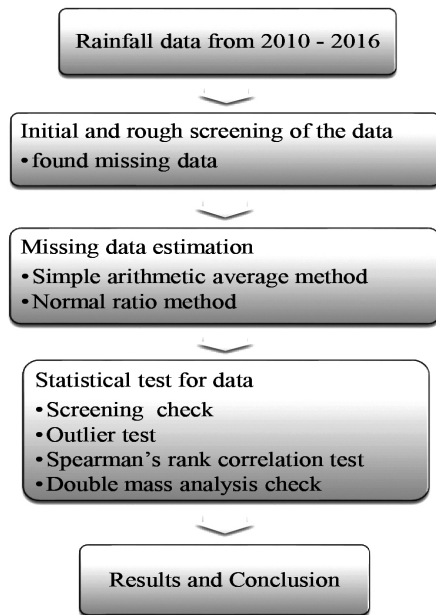 Rainfall data from 2010 - 2016
Initial and rough screening of the data
•found missing data
Missing data estimation
•Simple arithmetic average method
•Normal ratio method
Statistical test for data
•Screening check
•Outlier test
•Spearman's rank correlation test
•Double mass analysis check
Results and Conclusion